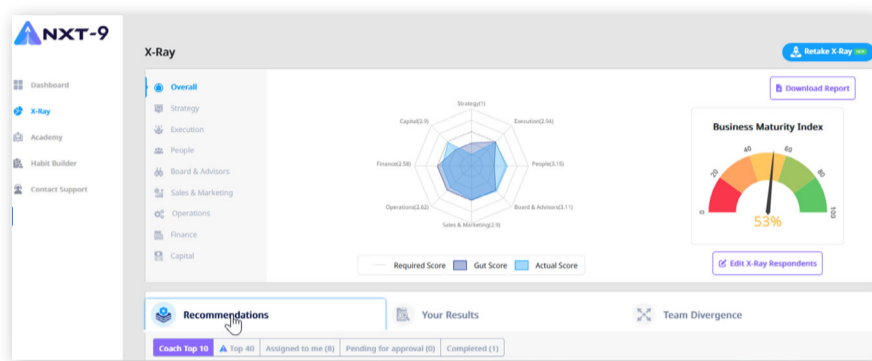 NXT-9
X-Ray
Retake X-Ray
Dashboard
X-Ray
Academy
Habit Builder
Contact Support
Overall
Strategy
Execution
People
Board & Advisors
Sales & Marketing
Operations
Finance
Capital
Strategy(1)
Capital(2.9)
Execution(2.94)
Finance(2.58)
People(3.15)
Operations(2.62)
Board & Advisors(3.11)
Sales & Marketing(2.9)
Required Score Gut Score Actual Score
Download Report
Business Maturity Index
0 20 40 60 80 100
53%
Edit X-Ray Respondents
Recommendations Your Results Team Divergence
Coach Top 10 Top 40 Assigned to me (8) Pending for approval (0) Completed (1)